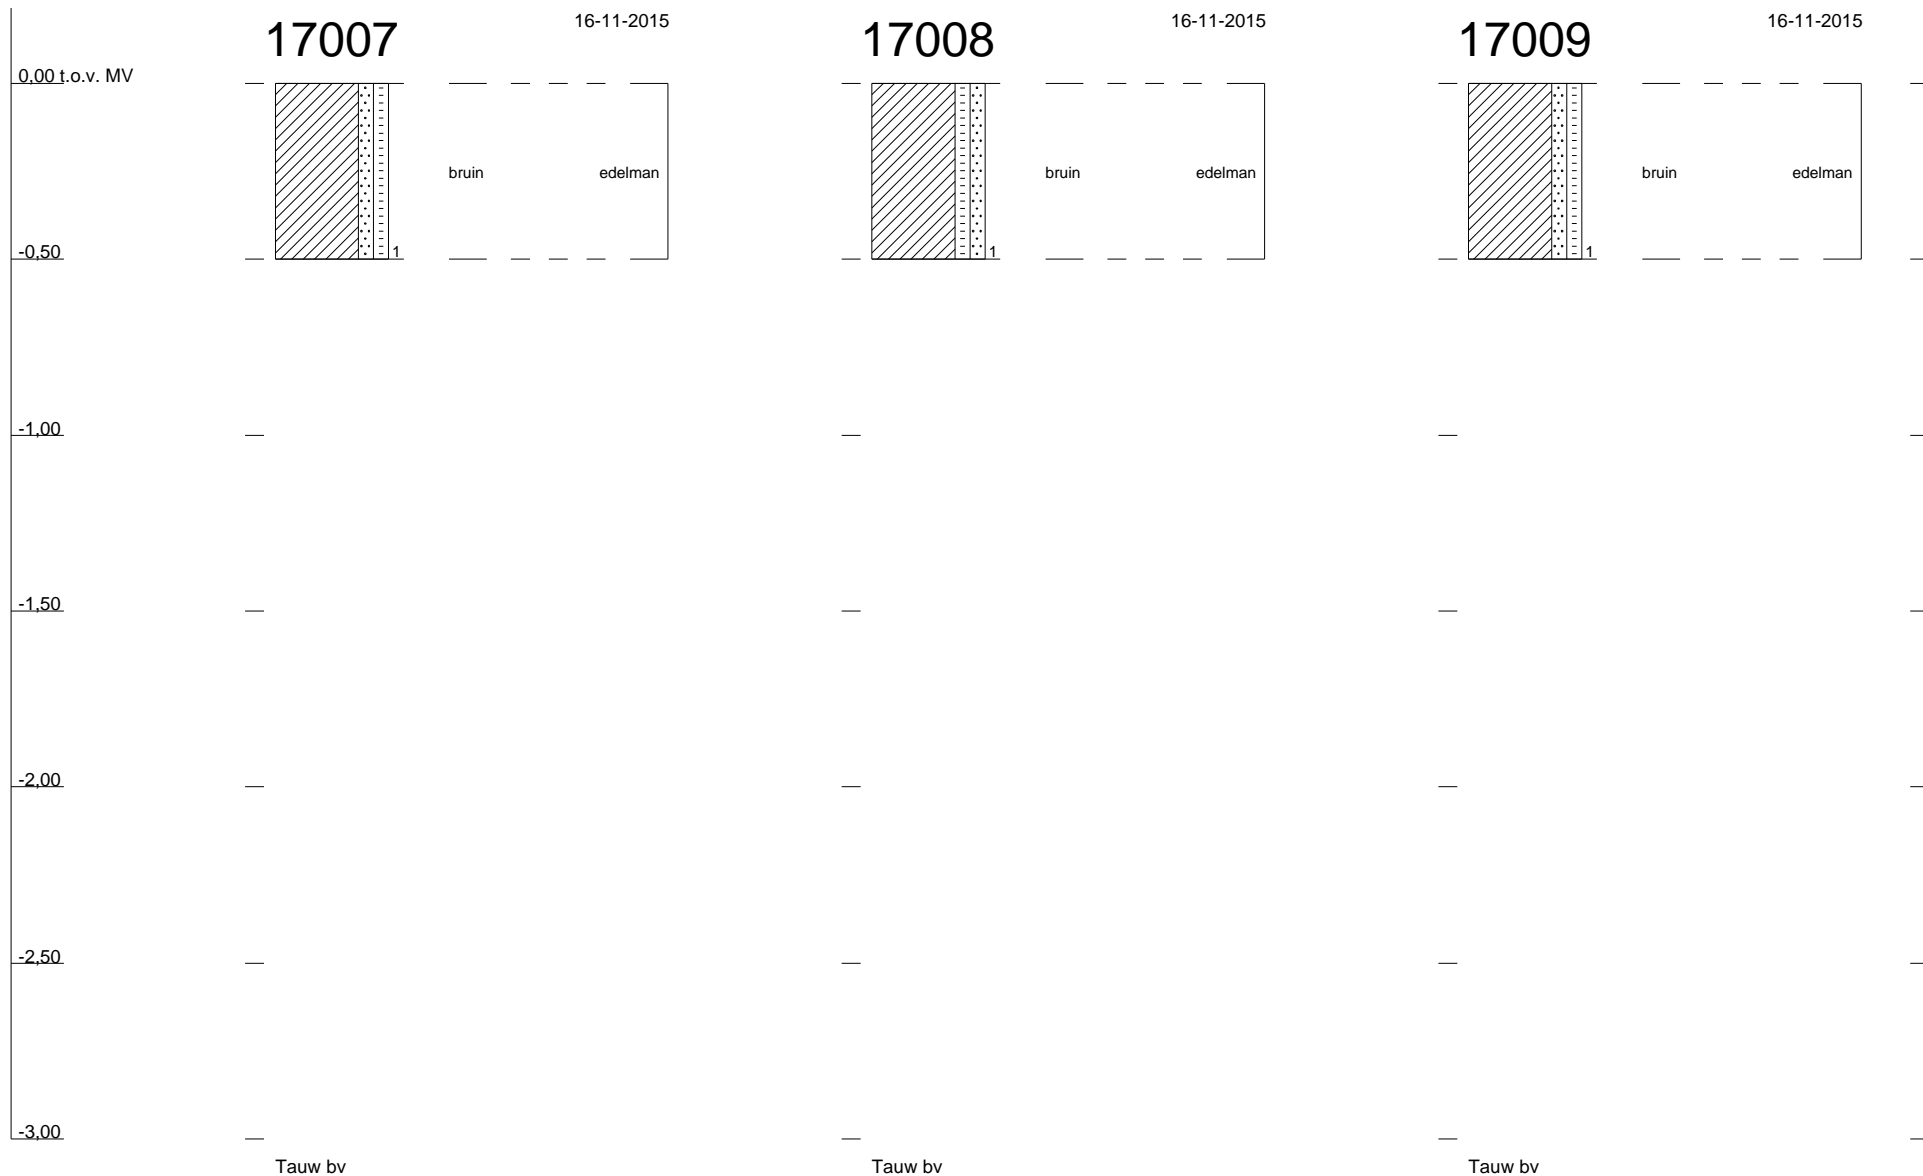 17007 16-11-2015 17008 16-11-2015 17009 16-11-2015
0,00 t.o.v. MV
bruin edelman bruin edelman bruin edelman
-0,50 1 1 1
-1,00
-1,50
-2,00
-2,50
-3,00
Tauw bv Tauw bv Tauw bv